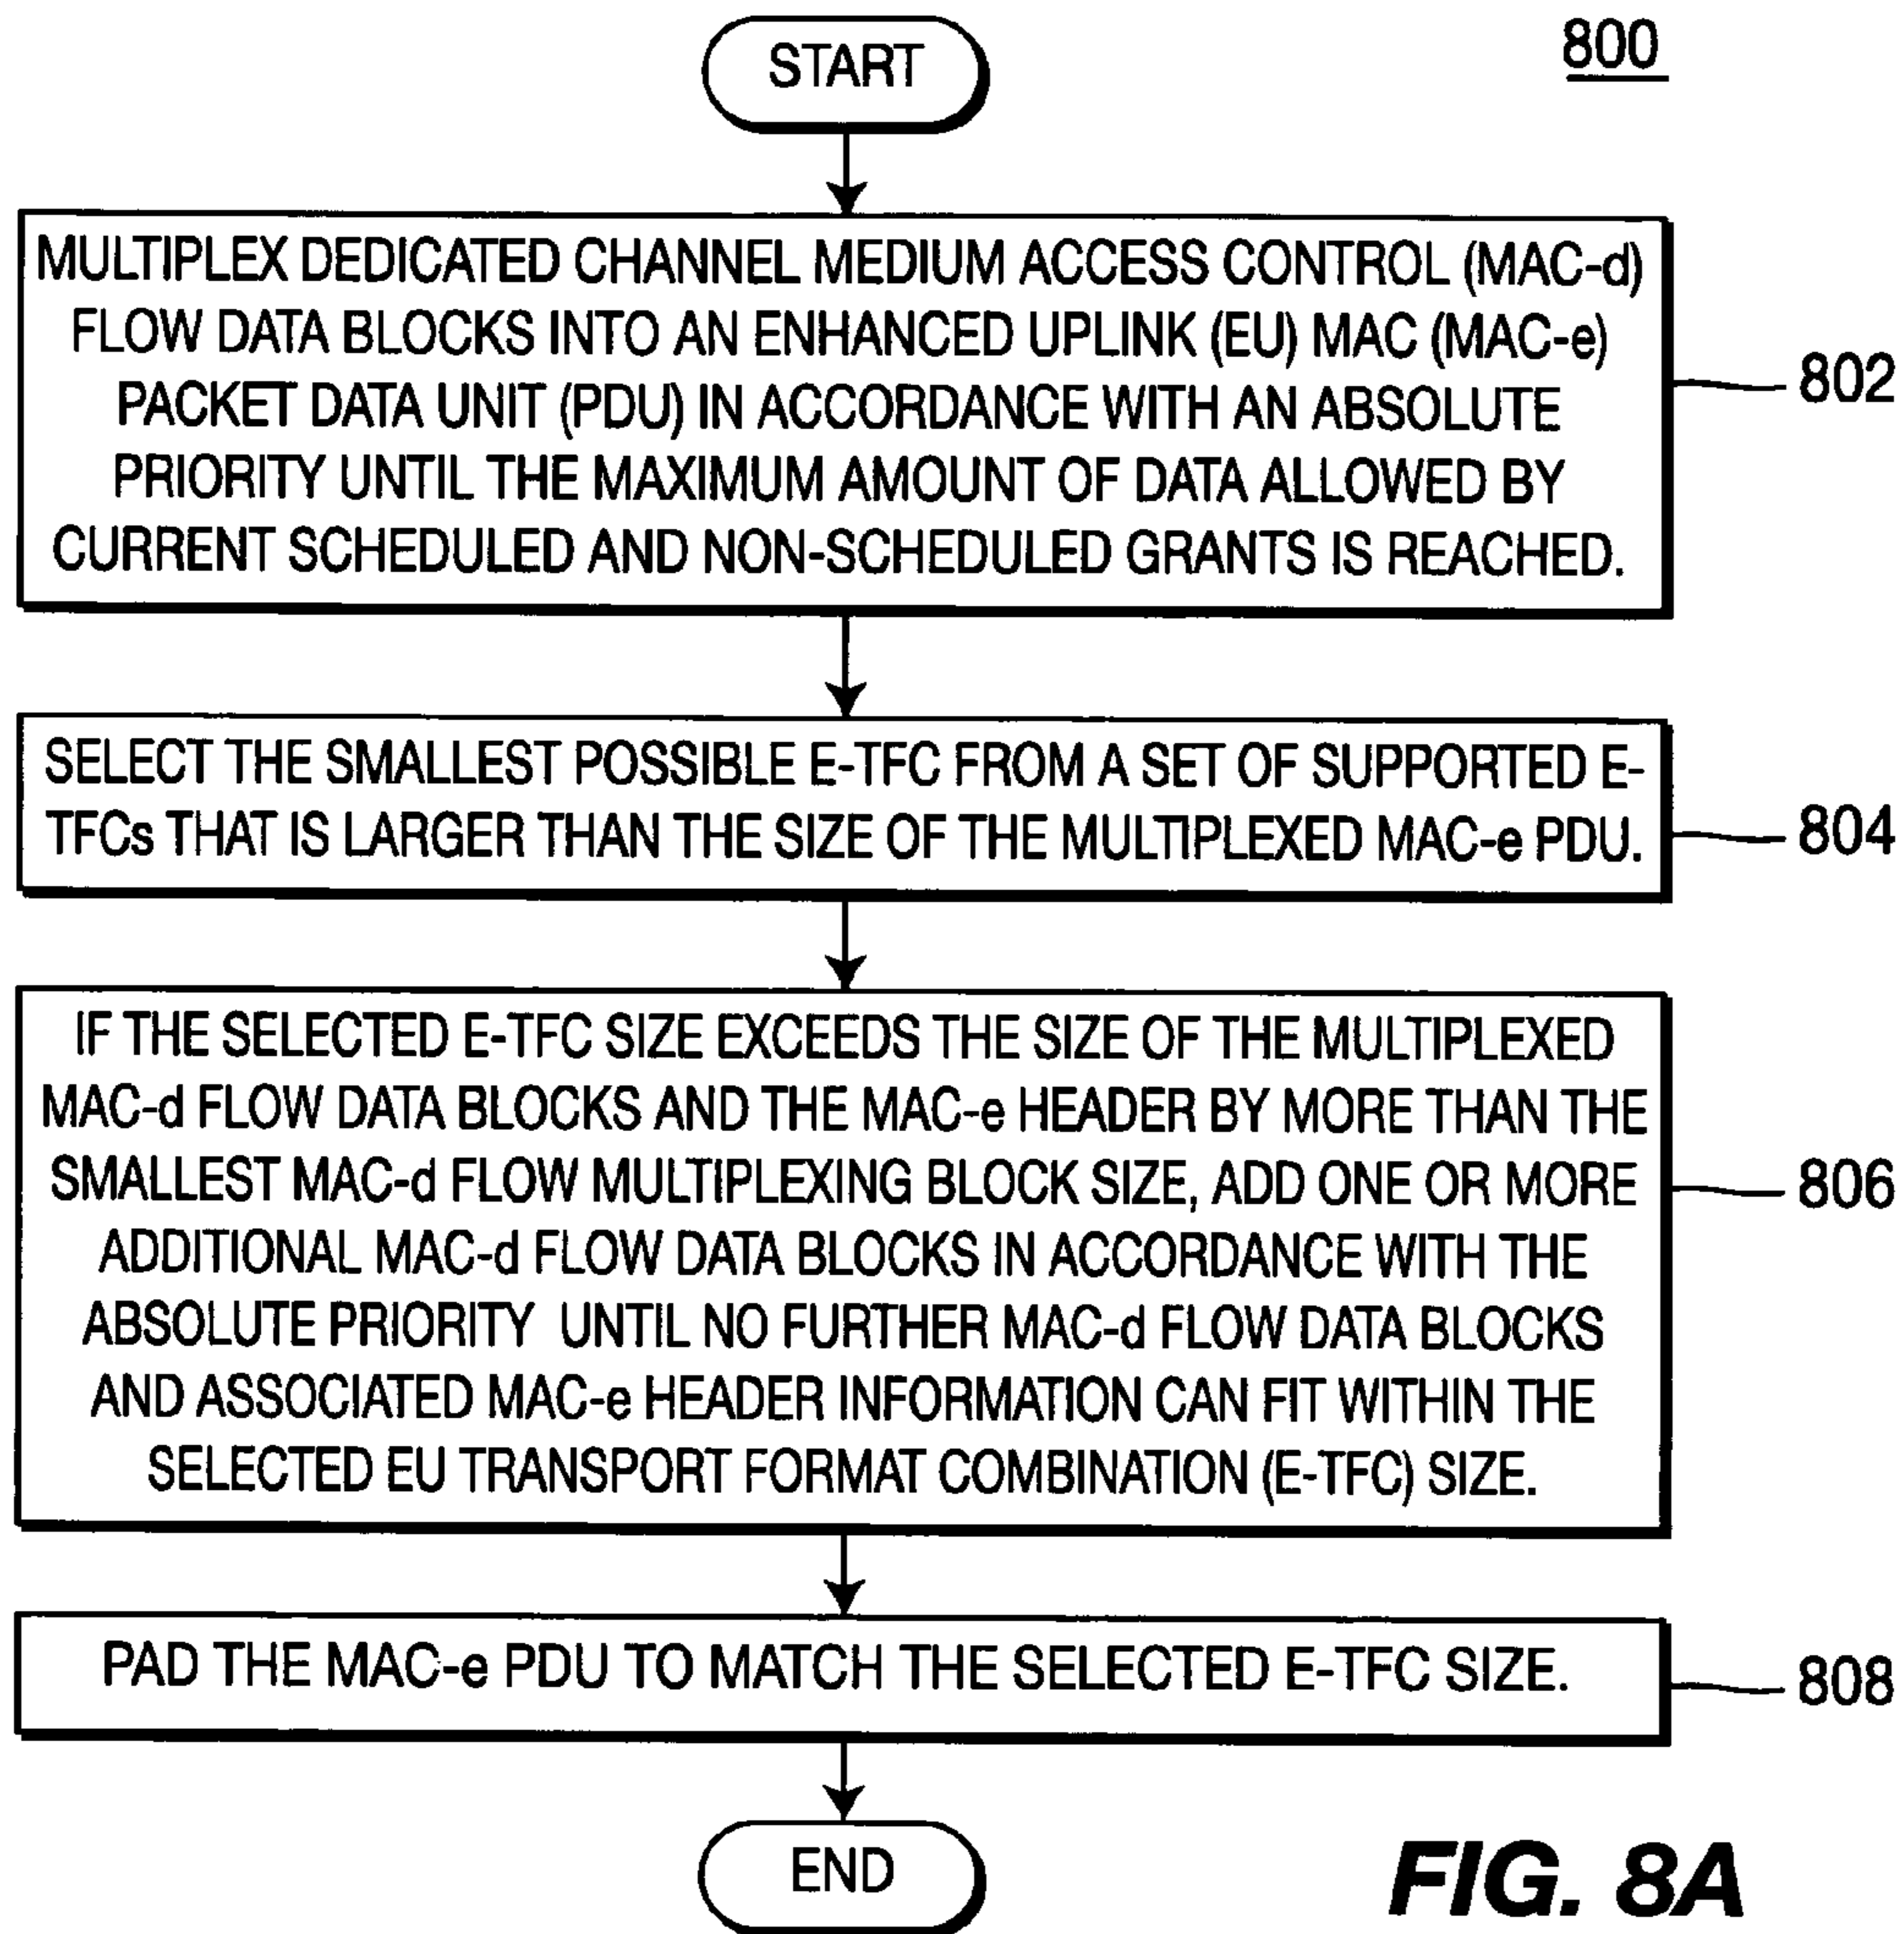 START
800
MULTIPLEX DEDICATED CHANNEL MEDIUM ACCESS CONTROL (MAC-d)
FLOW DATA BLOCKS INTO AN ENHANCED UPLINK (EU) MAC (MAC-e)
PACKET DATA UNIT (PDU) IN ACCORDANCE WITH AN ABSOLUTE
PRIORITY UNTIL THE MAXIMUM AMOUNT OF DATA ALLOWED BY
CURRENT SCHEDULED AND NON-SCHEDULED GRANTS IS REACHED.
802
SELECT THE SMALLEST POSSIBLE E-TFC FROM A SET OF SUPPORTED E-
TFCs THAT IS LARGER THAN THE SIZE OF THE MULTIPLEXED MAC-e PDU.
804
IF THE SELECTED E-TFC SIZE EXCEEDS THE SIZE OF THE MULTIPLEXED
MAC-d FLOW DATA BLOCKS AND THE MAC-e HEADER BY MORE THAN THE
SMALLEST MAC-d FLOW MULTIPLEXING BLOCK SIZE, ADD ONE OR MORE
ADDITIONAL MAC-d FLOW DATA BLOCKS IN ACCORDANCE WITH THE
ABSOLUTE PRIORITY UNTIL NO FURTHER MAC-d FLOW DATA BLOCKS
AND ASSOCIATED MAC-e HEADER INFORMATION CAN FIT WITHIN THE
SELECTED EU TRANSPORT FORMAT COMBINATION (E-TFC) SIZE.
806
PAD THE MAC-e PDU TO MATCH THE SELECTED E-TFC SIZE.
808
END
FIG. 8A